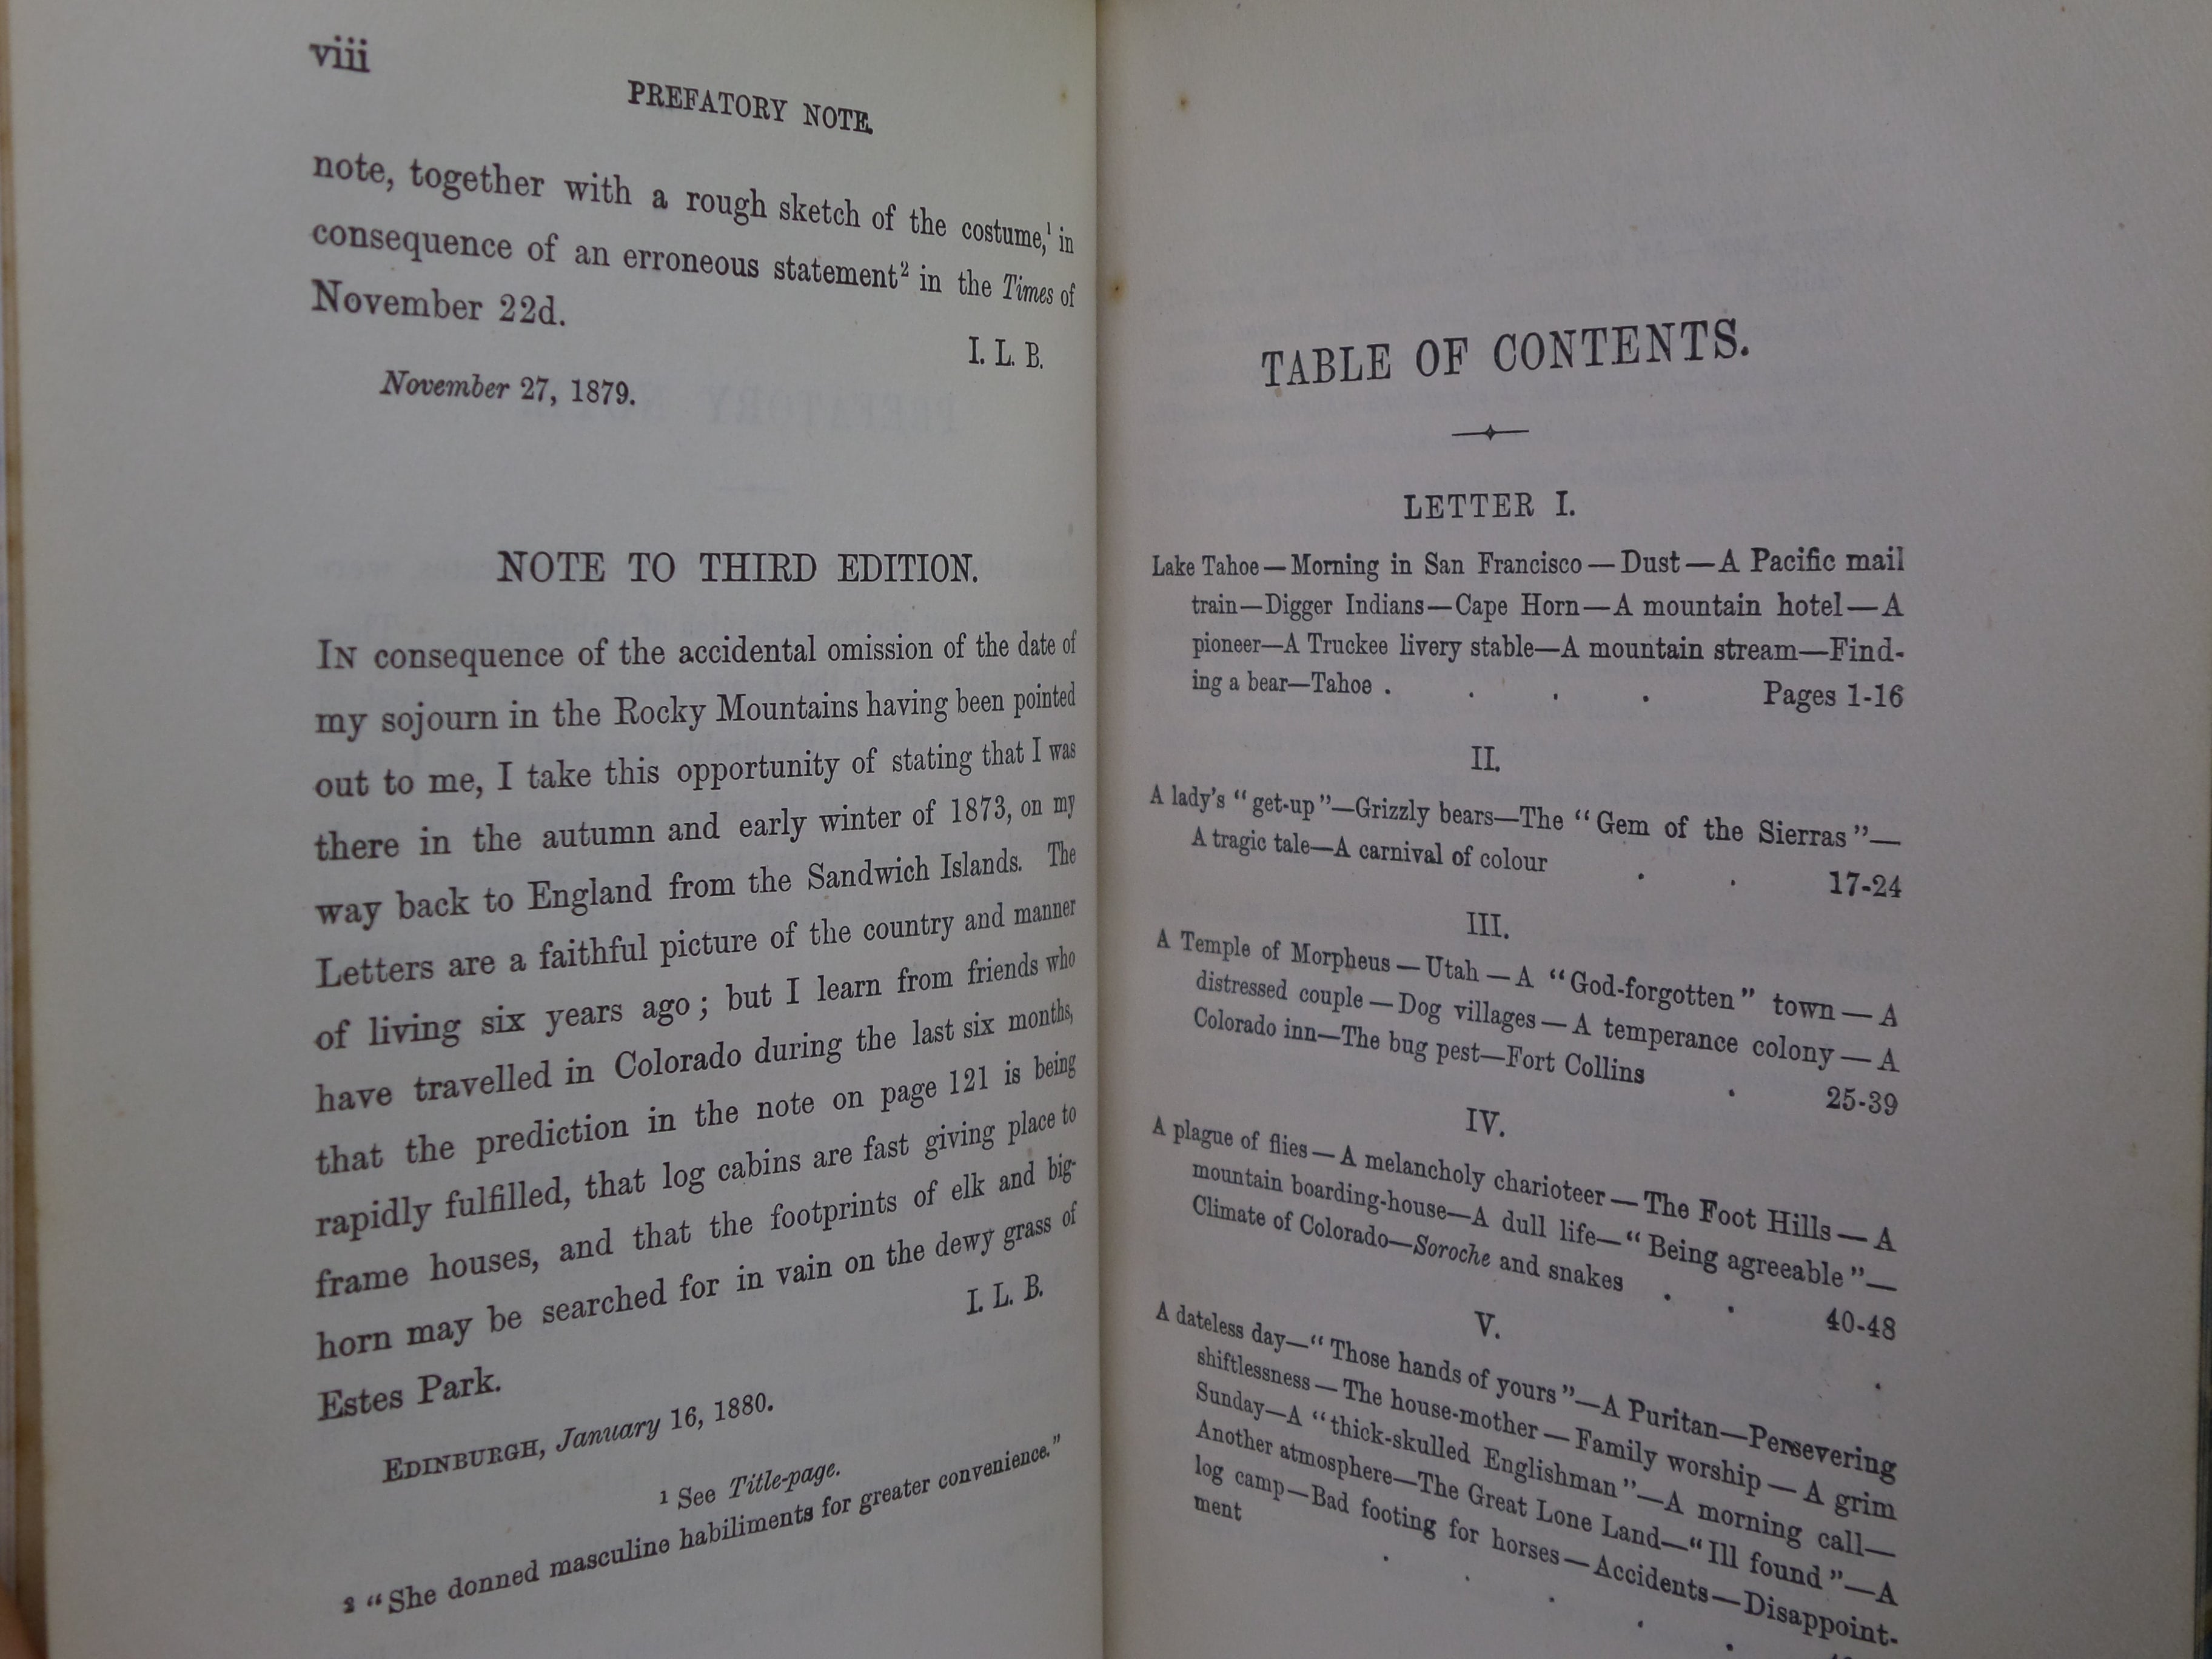 viii
PREFATORY NOTE.
note, together with a rough sketch of the costume,¹ in
consequence of an erroneous statement² in the Times of
November 22d.
I. L. B.
November 27, 1879.
NOTE TO THIRD EDITION.
IN consequence of the accidental omission of the date of
my sojourn in the Rocky Mountains having been pointed
out to me, I take this opportunity of stating that I was
there in the autumn and early winter of 1873, on my
way back to England from the Sandwich Islands. The
Letters are a faithful picture of the country and manner
of living six years ago; but I learn from friends who
have travelled in Colorado during the last six months,
that the prediction in the note on page 121 is being
rapidly fulfilled, that log cabins are fast giving place to
frame houses, and that the footprints of elk and big-
horn may be searched for in vain on the dewy grass of
Estes Park.
I. L. B.
EDINBURGH, January 16, 1880.
¹ See Title-page.
² “She donned masculine habiliments for greater convenience.”
TABLE OF CONTENTS.
LETTER I.
Lake Tahoe—Morning in San Francisco—Dust—A Pacific mail
train—Digger Indians—Cape Horn—A mountain hotel—A
pioneer—A Truckee livery stable—A mountain stream—Find-
ing a bear—Tahoe . . . . Pages 1-16
II.
A lady's “get-up”—Grizzly bears—The “Gem of the Sierras”—
A tragic tale—A carnival of colour . . 17-24
III.
A Temple of Morpheus—Utah—A “God-forgotten” town—A
distressed couple—Dog villages—A temperance colony—A
Colorado inn—The bug pest—Fort Collins . 25-39
IV.
A plague of flies—A melancholy charioteer—The Foot Hills—A
mountain boarding-house—A dull life—“Being agreeable”—
Climate of Colorado—Soroche and snakes . . 40-48
V.
A dateless day—“Those hands of yours”—A Puritan—Persevering
shiftlessness—The house-mother—Family worship—A grim
Sunday—A “thick-skulled Englishman”—A morning call—
Another atmosphere—The Great Lone Land—“Ill found”—A
log camp—Bad footing for horses—Accidents—Disappoint-
ment . . . . .